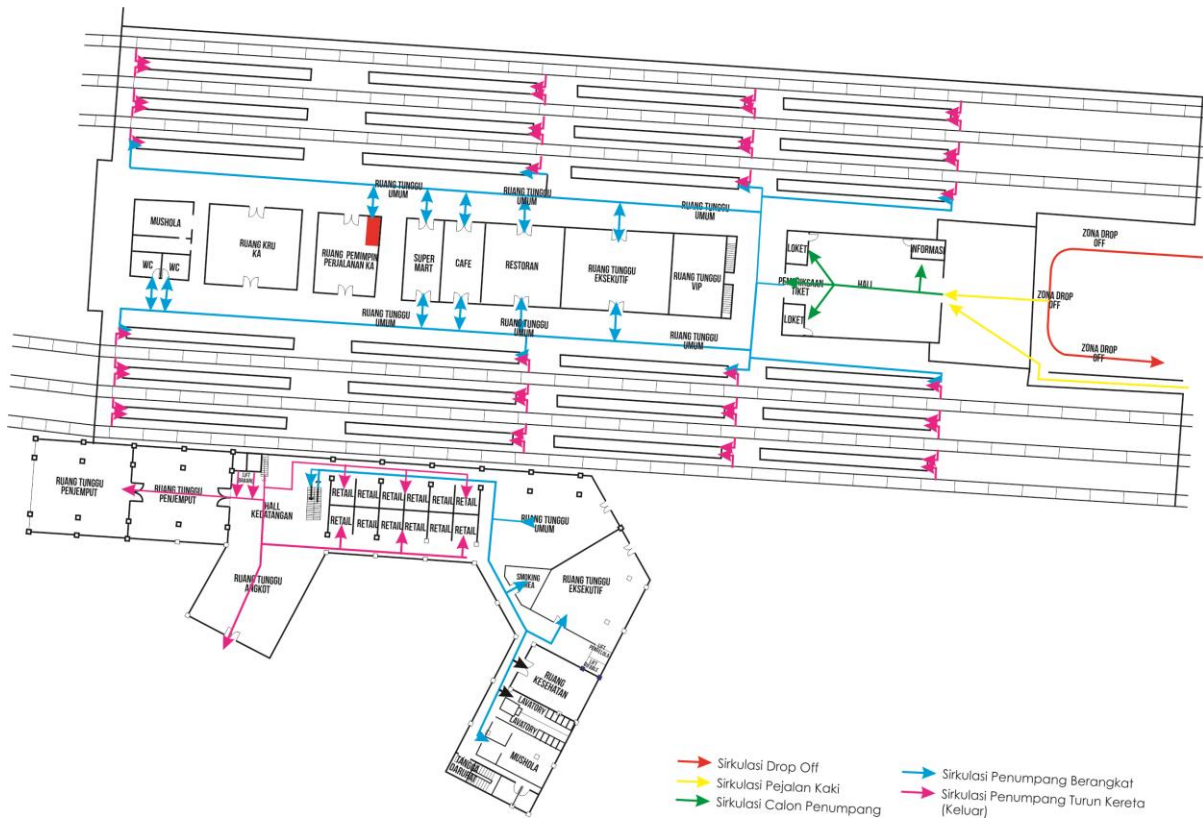 RUANG TUNGGU
UMUM
RUANG TUNGGU
UMUM
RUANG TUNGGU
UMUM
MUSHOLA
WC
WC
RUANG KRU
KA
RUANG PEMIMPIN
PERJALANAN KA
SUPER
MART
CAFE
RESTORAN
RUANG TUNGGU
EKSEKUTIF
RUANG TUNGGU
VIP
LOKET
INFORMASI
PEMERIKSAAN
TIKET
HALL
LOKET
ZONA DROP
OFF
ZONA DROP
OFF
ZONA DROP
OFF
RUANG TUNGGU
UMUM
RUANG TUNGGU
UMUM
RUANG TUNGGU
UMUM
RUANG TUNGGU
PENJEMPUT
RUANG TUNGGU
PENJEMPUT
LIFT
HALL
KEDATANGAN
RETAIL
RETAIL
RETAIL
RETAIL
RETAIL
RETAIL
RETAIL
RETAIL
RETAIL
RETAIL
RETAIL
RETAIL
RUANG TUNGGU
UMUM
RUANG TUNGGU
ANGKOT
SMOKING
AREA
RUANG TUNGGU
EKSEKUTIF
LIFT
PENGELOLA
LIFT
RUANG
KESEHATAN
LAVATORY
LAVATORY
MUSHOLA
TANGGA
DARURAT
Sirkulasi Drop Off
Sirkulasi Pejalan Kaki
Sirkulasi Calon Penumpang
Sirkulasi Penumpang Berangkat
Sirkulasi Penumpang Turun Kereta
(Keluar)